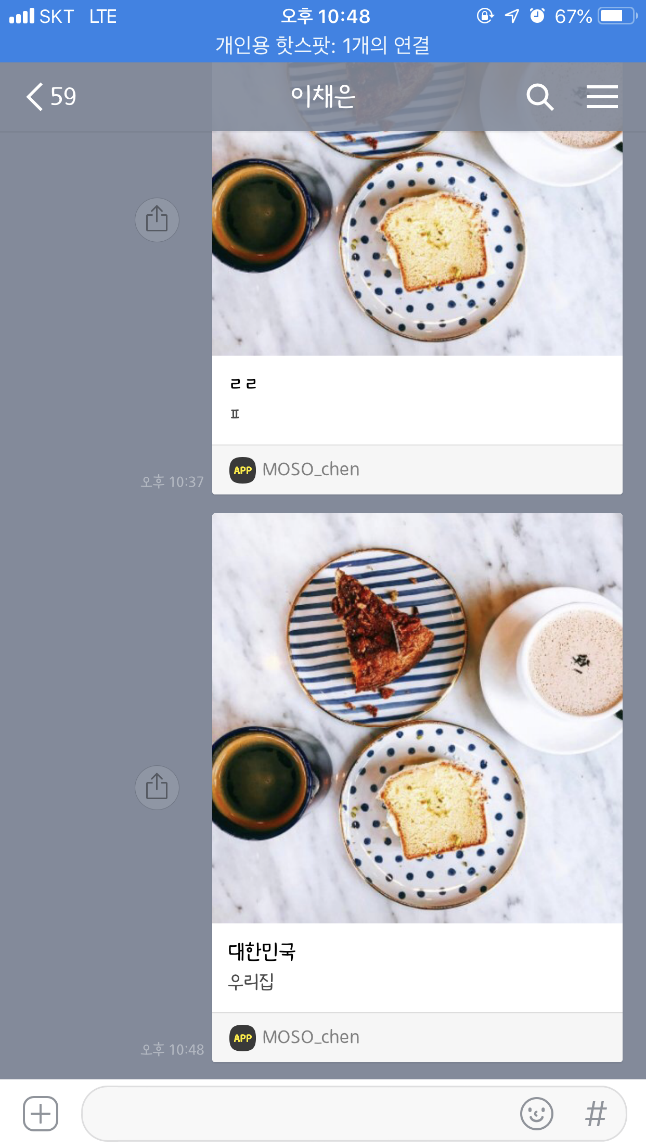 SKT LTE 오후 10:48 67%
개인용 핫스팟: 1개의 연결
59 이채은
ㄹㄹ
ㅍ
APP MOSO_chen
오후 10:37
대한민국
우리집
APP MOSO_chen
오후 10:48
#